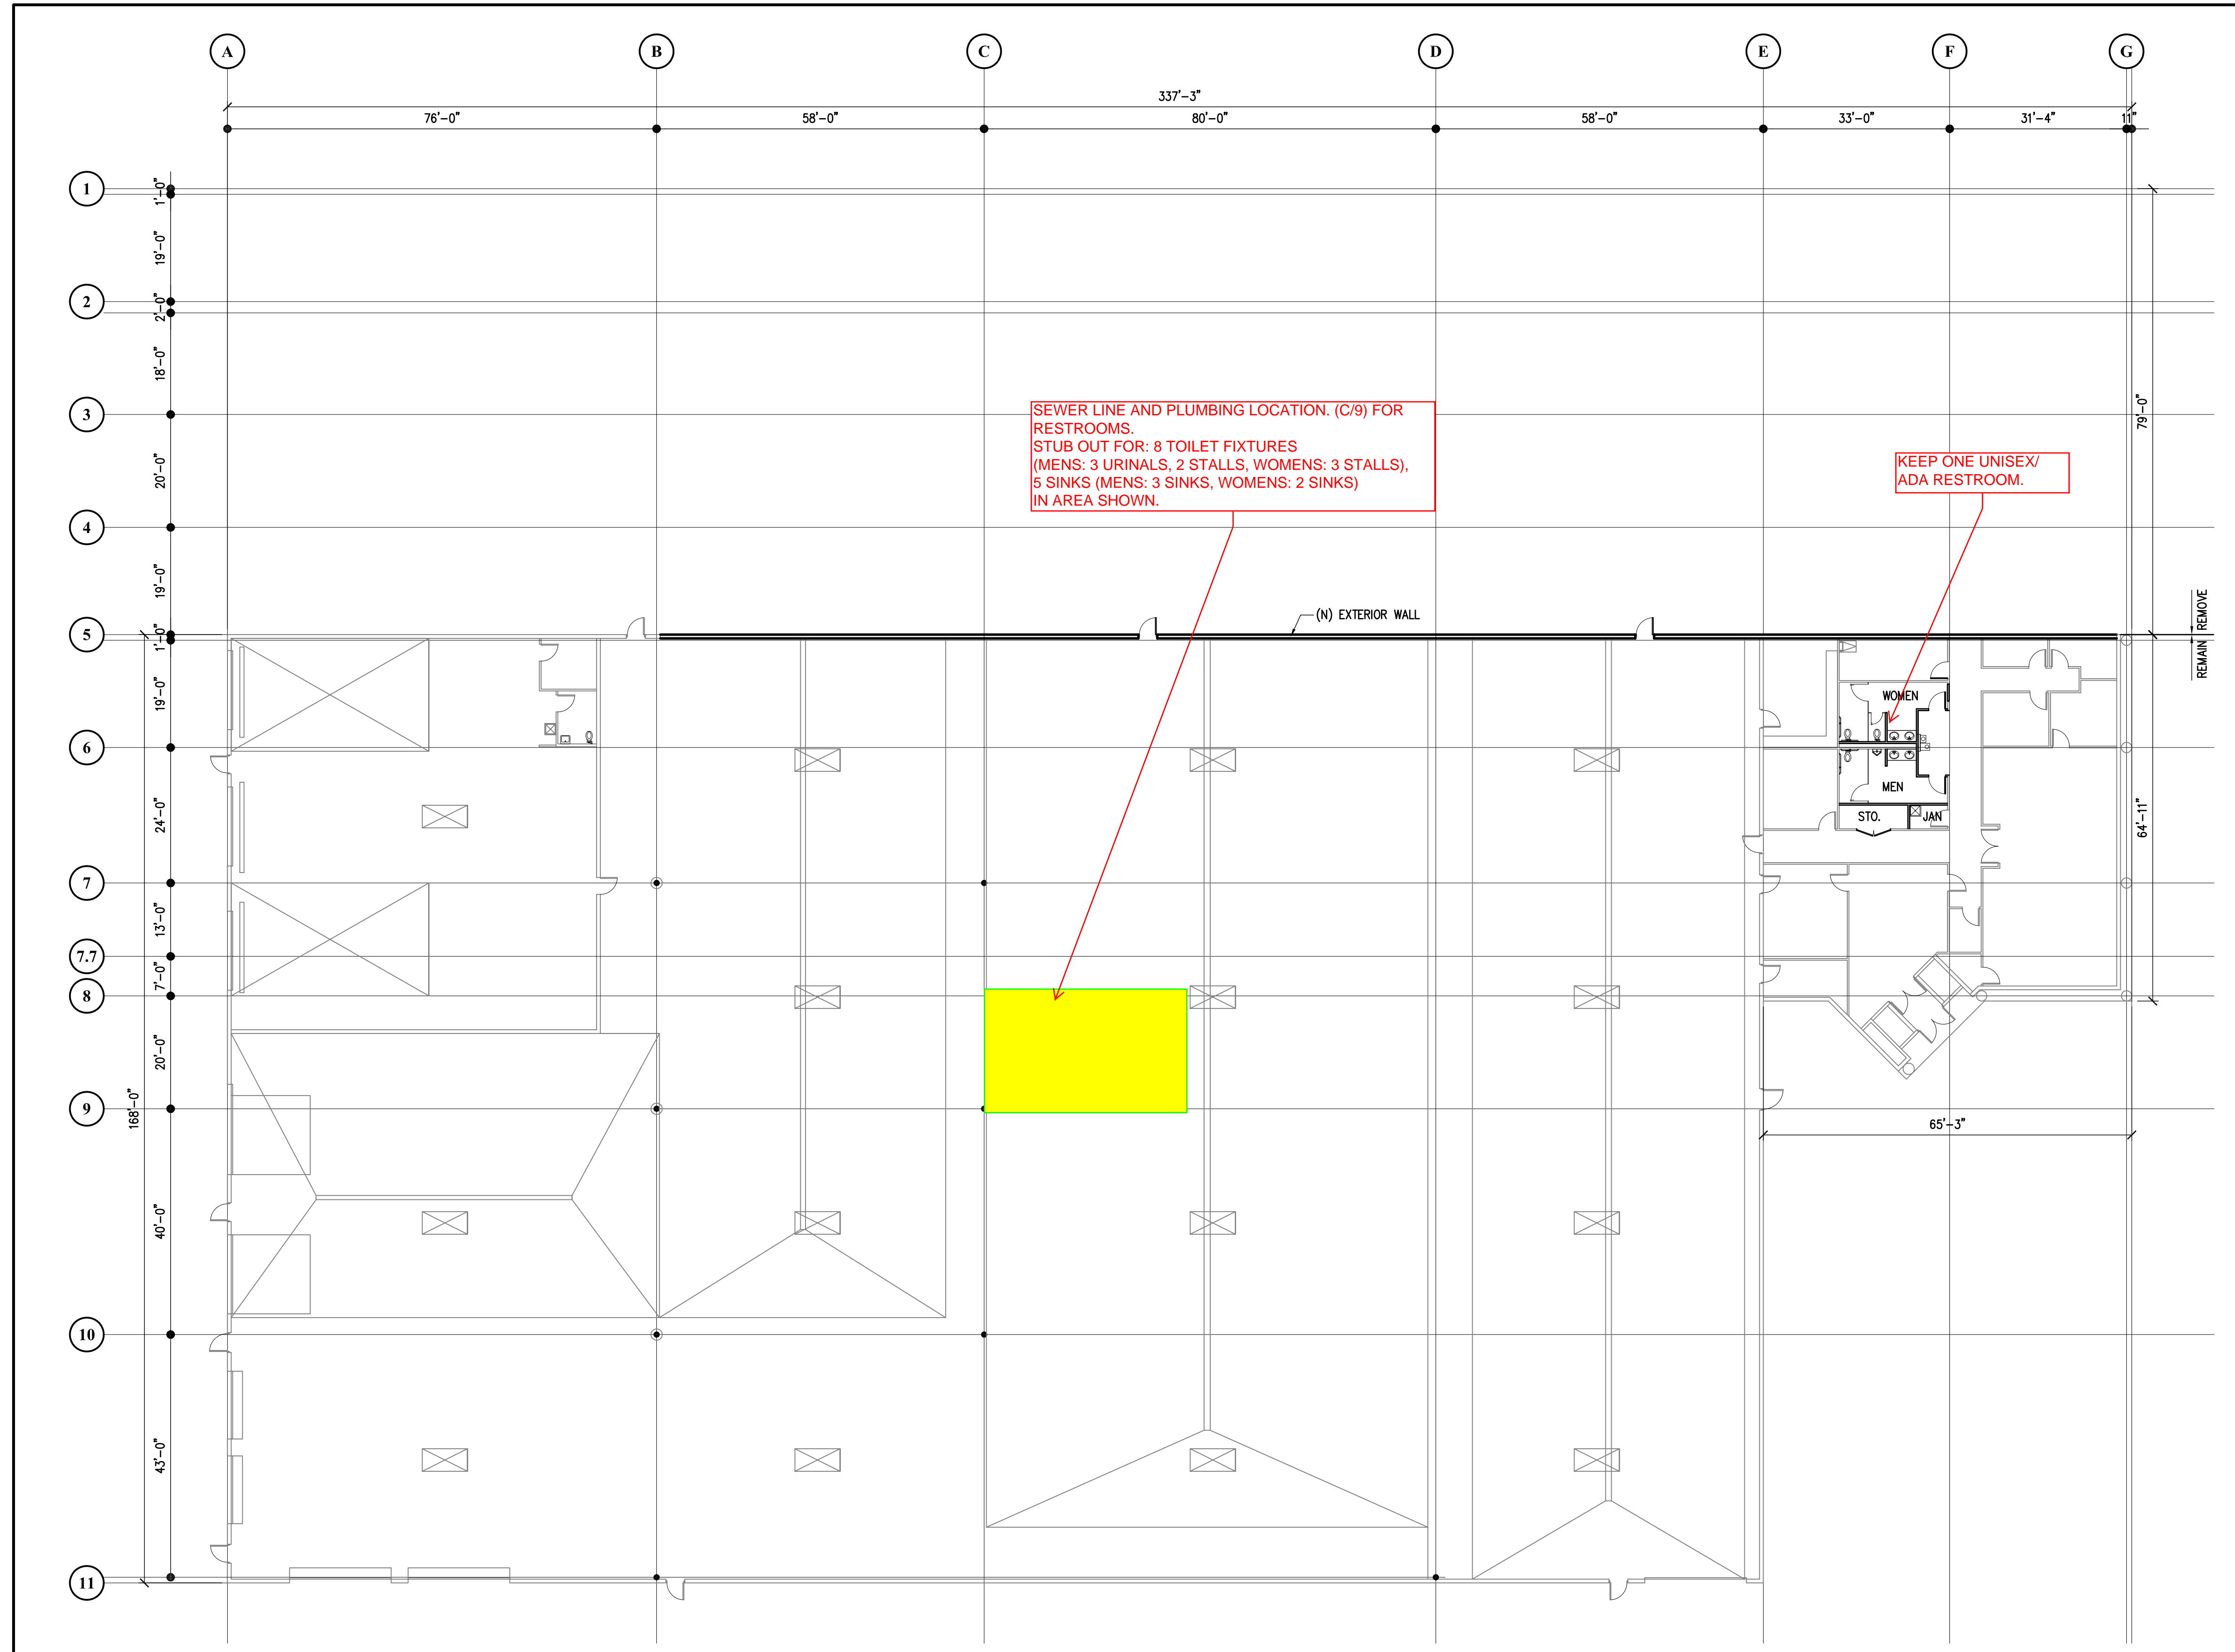 A B C D E F G
337'-3"
76'-0" 58'-0" 80'-0" 58'-0" 33'-0" 31'-4" 11"
1
1'-0"
19'-0"
2
2'-0"
18'-0"
3
SEWER LINE AND PLUMBING LOCATION. (C/9) FOR
RESTROOMS.
STUB OUT FOR: 8 TOILET FIXTURES
(MENS: 3 URINALS, 2 STALLS, WOMENS: 3 STALLS),
5 SINKS (MENS: 3 SINKS, WOMENS: 2 SINKS)
IN AREA SHOWN.
79'-0"
KEEP ONE UNISEX/
ADA RESTROOM.
20'-0"
4
19'-0"
(N) EXTERIOR WALL
REMOVE
5
1'-0"
REMAIN
19'-0"
WOMEN
6
MEN
24'-0"
STO. JAN
64'-11"
7
13'-0"
7.7
7'-0"
8
20'-0"
9
168'-0"
65'-3"
40'-0"
10
43'-0"
11